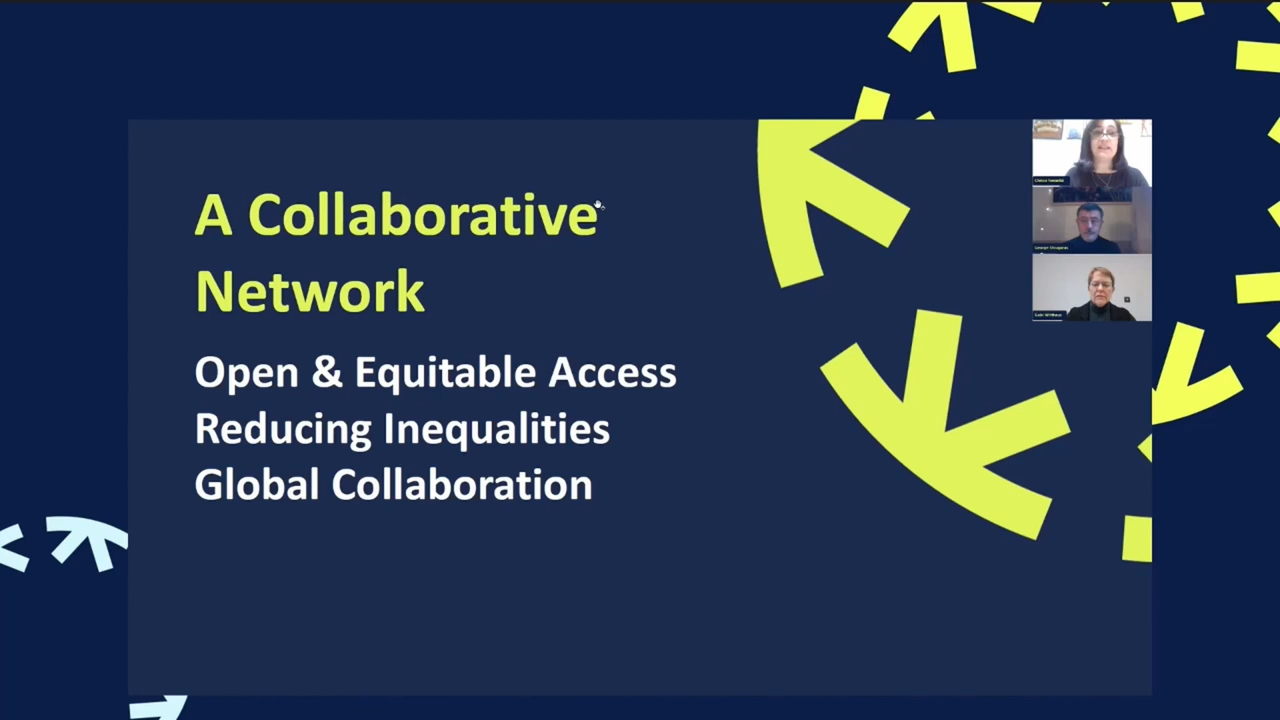 A Collaborative
Network
Open & Equitable Access
Reducing Inequalities
Global Collaboration